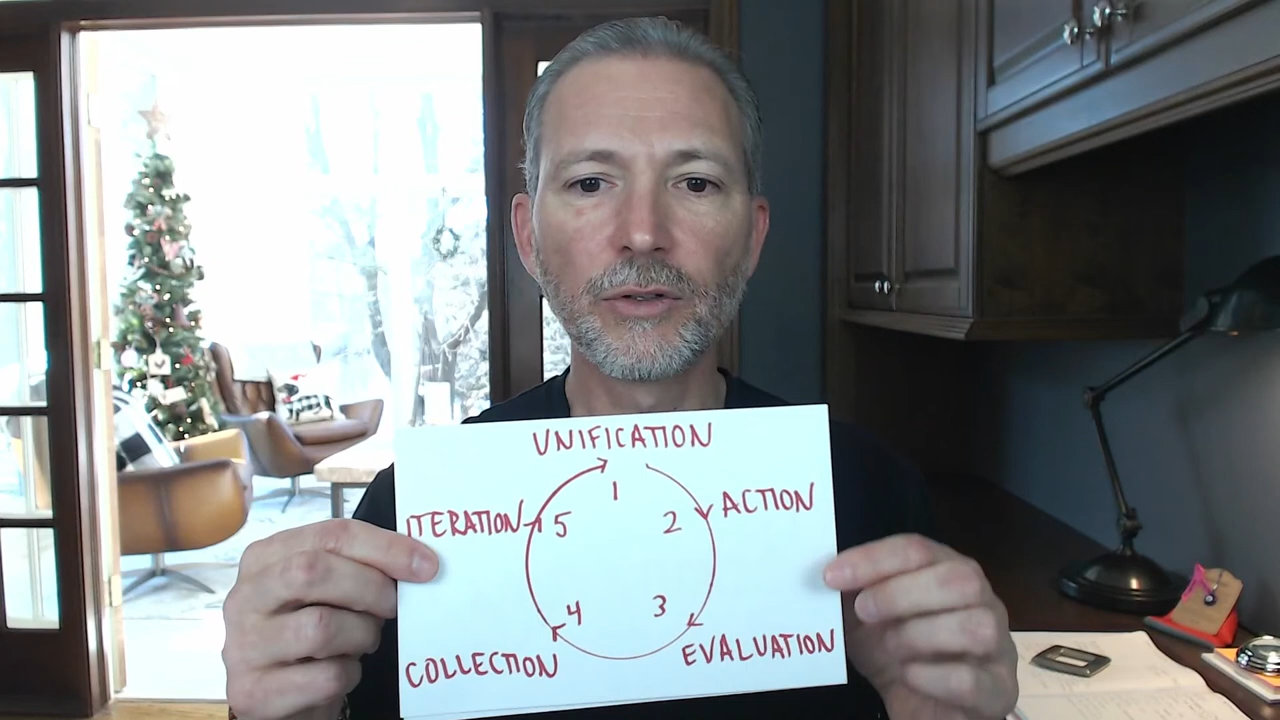 UNIFICATION
1
ACTION
2
EVALUATION
3
COLLECTION
4
ITERATION
5